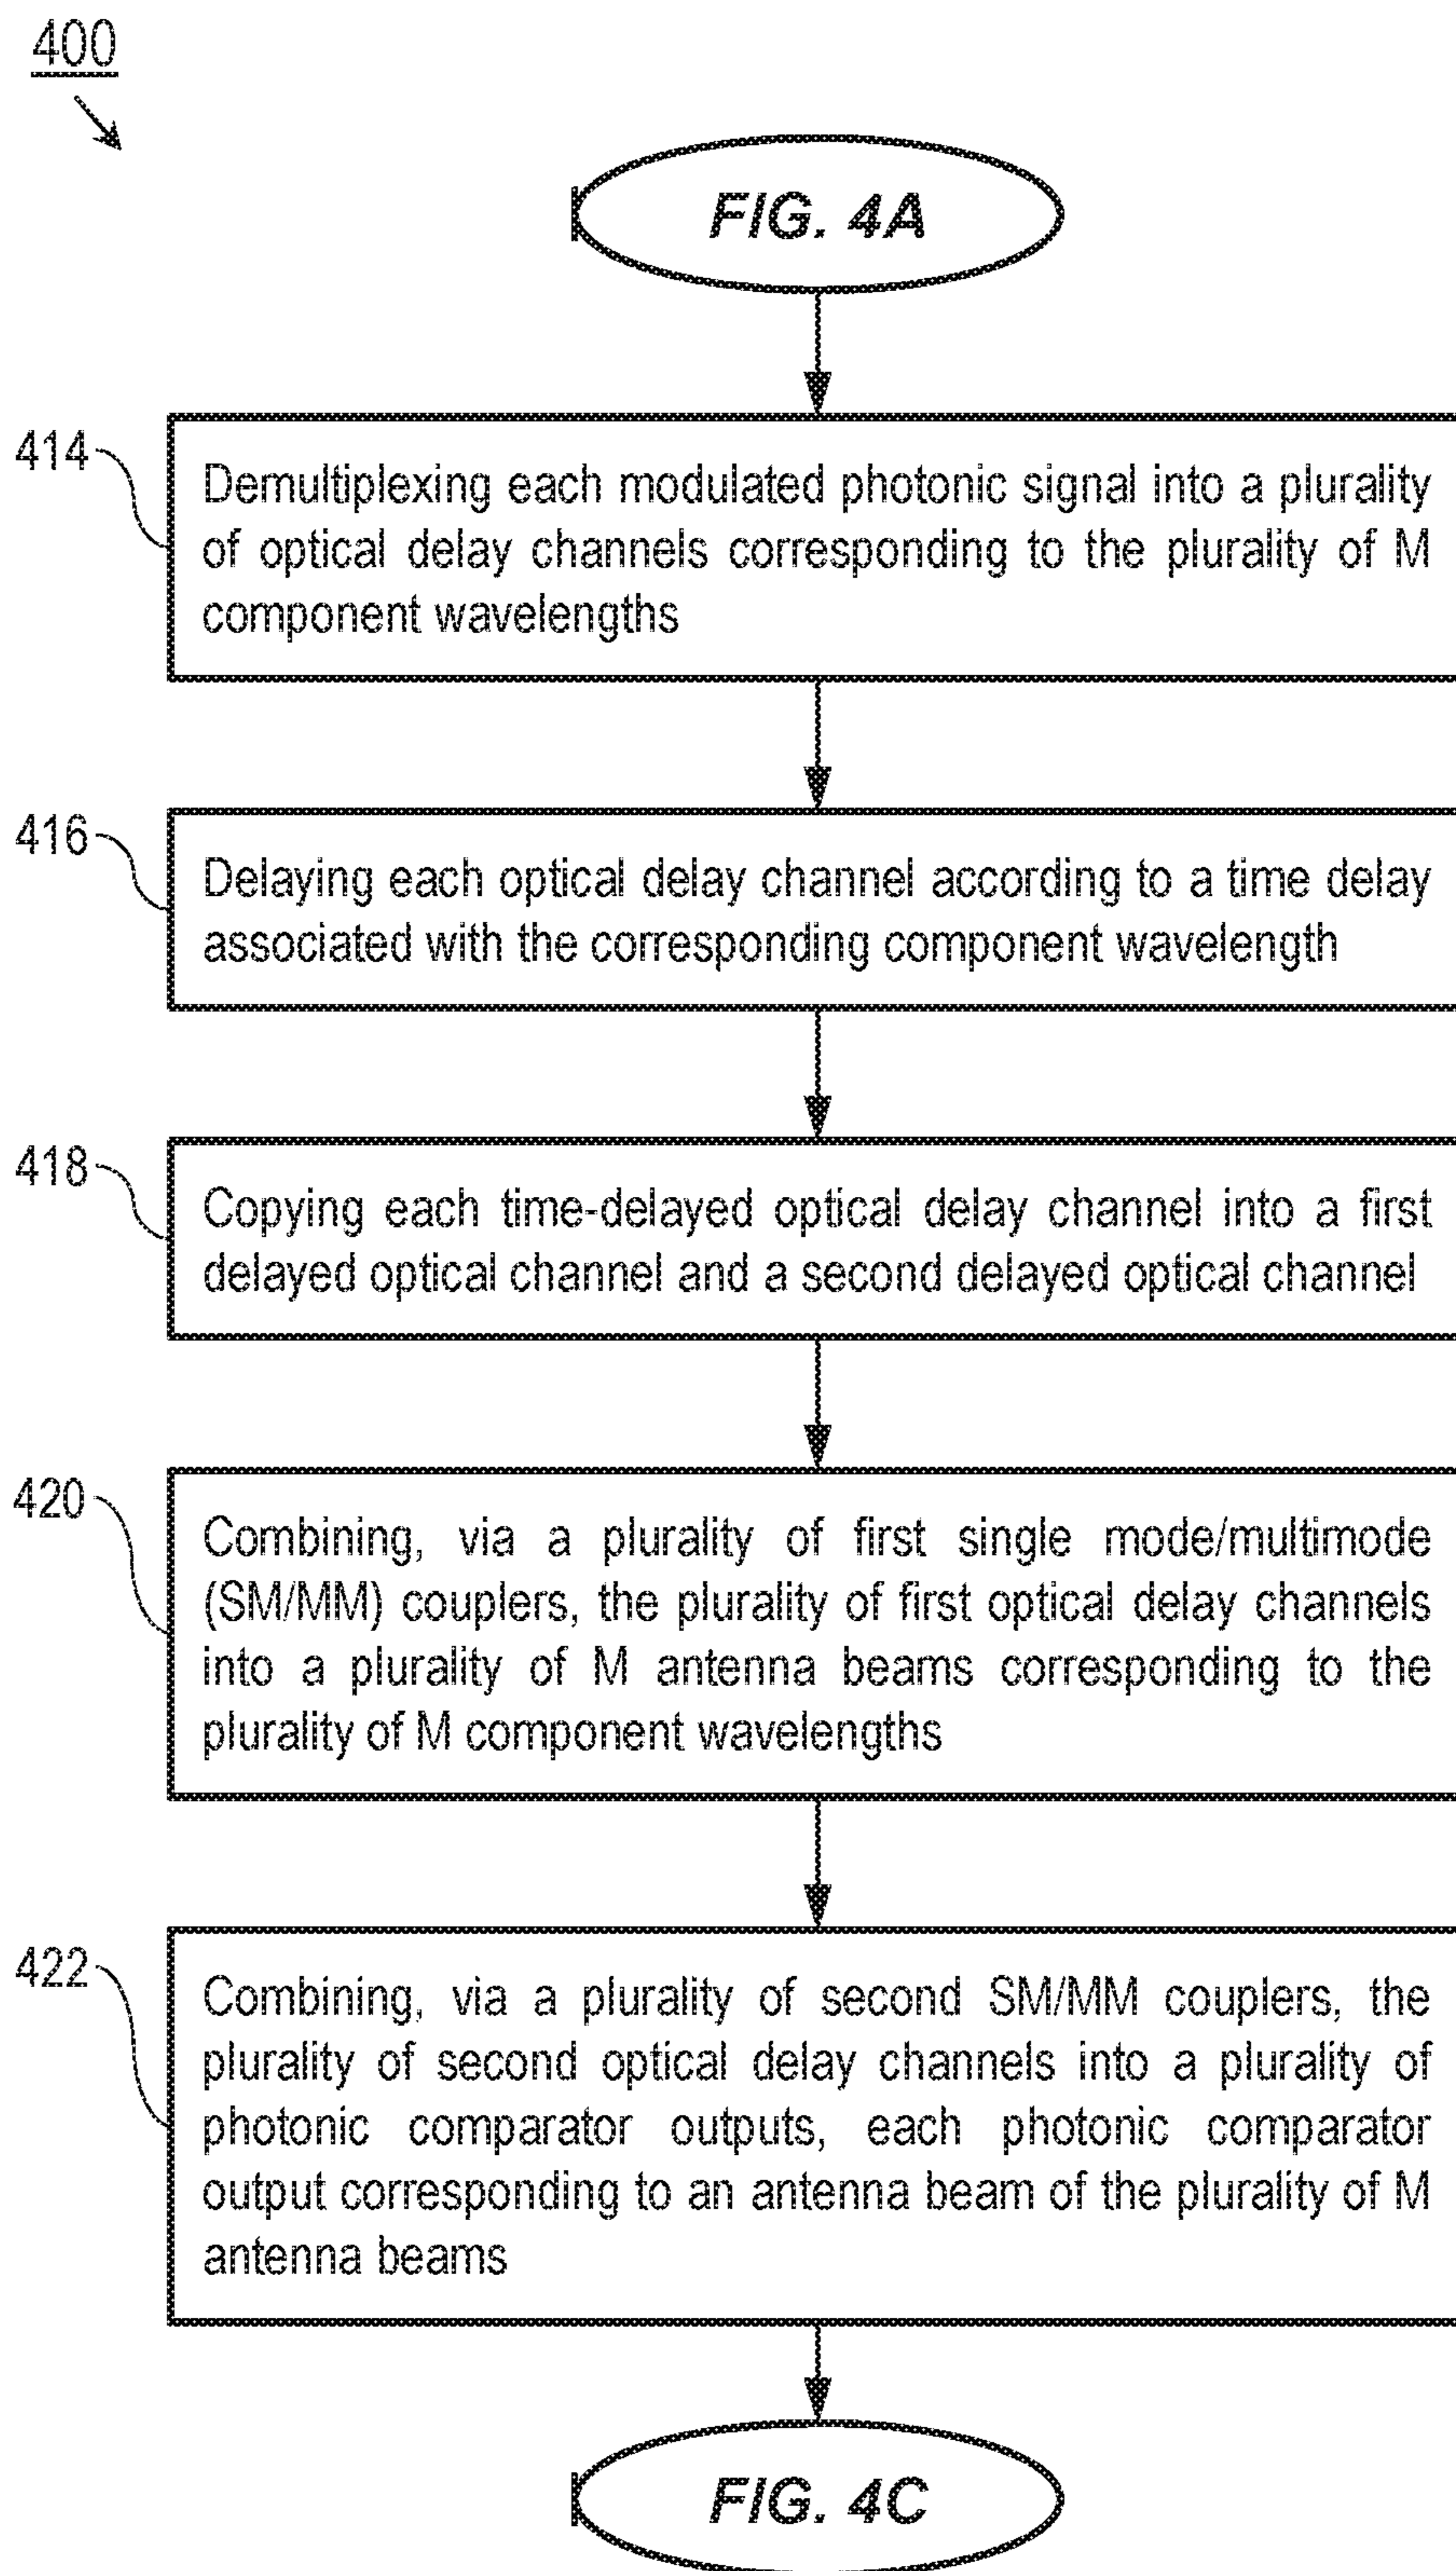 400
FIG. 4A
414
Demultiplexing each modulated photonic signal into a plurality
of optical delay channels corresponding to the plurality of M
component wavelengths
416
Delaying each optical delay channel according to a time delay
associated with the corresponding component wavelength
418
Copying each time-delayed optical delay channel into a first
delayed optical channel and a second delayed optical channel
420
Combining, via a plurality of first single mode/multimode
(SM/MM) couplers, the plurality of first optical delay channels
into a plurality of M antenna beams corresponding to the
plurality of M component wavelengths
422
Combining, via a plurality of second SM/MM couplers, the
plurality of second optical delay channels into a plurality of
photonic comparator outputs, each photonic comparator
output corresponding to an antenna beam of the plurality of M
antenna beams
FIG. 4C